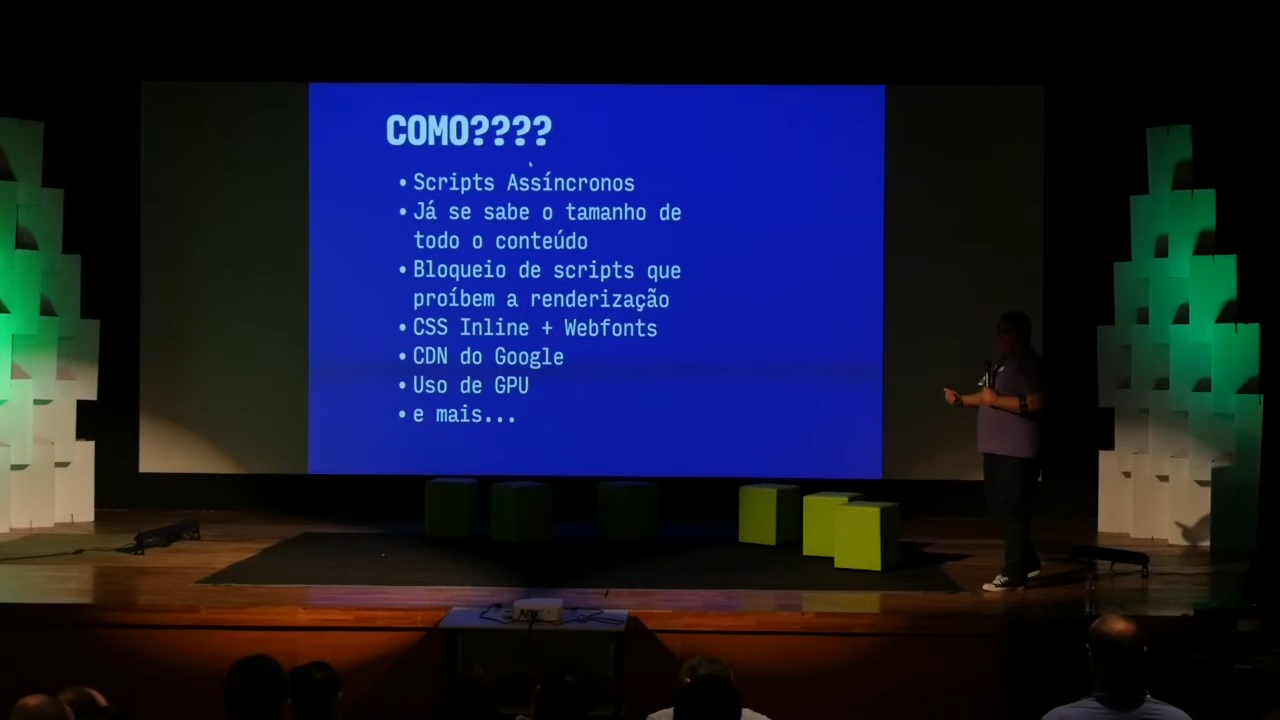 COMO????
• Scripts Assíncronos
• Já se sabe o tamanho de
todo o conteúdo
• Bloqueio de scripts que
proíbem a renderização
• CSS Inline + Webfonts
• CDN do Google
• Uso de GPU
• e mais...